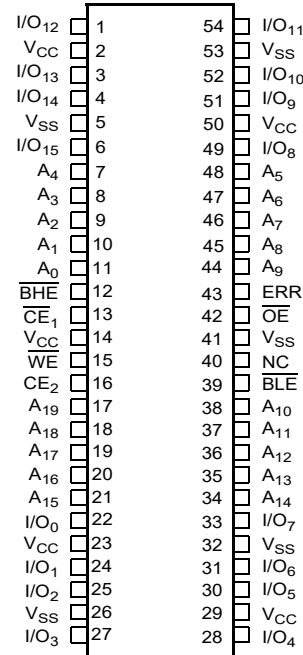 I/O12 1 54 I/O11
VCC 2 53 VSS
I/O13 3 52 I/O10
I/O14 4 51 I/O9
VSS 5 50 VCC
I/O15 6 49 I/O8
A4 7 48 A5
A3 8 47 A6
A2 9 46 A7
A1 10 45 A8
A0 11 44 A9
BHE 12 43 ERR
CE1 13 42 OE
VCC 14 41 VSS
WE 15 40 NC
CE2 16 39 BLE
A19 17 38 A10
A18 18 37 A11
A17 19 36 A12
A16 20 35 A13
A15 21 34 A14
I/O0 22 33 I/O7
VCC 23 32 VSS
I/O1 24 31 I/O6
I/O2 25 30 I/O5
VSS 26 29 VCC
I/O3 27 28 I/O4